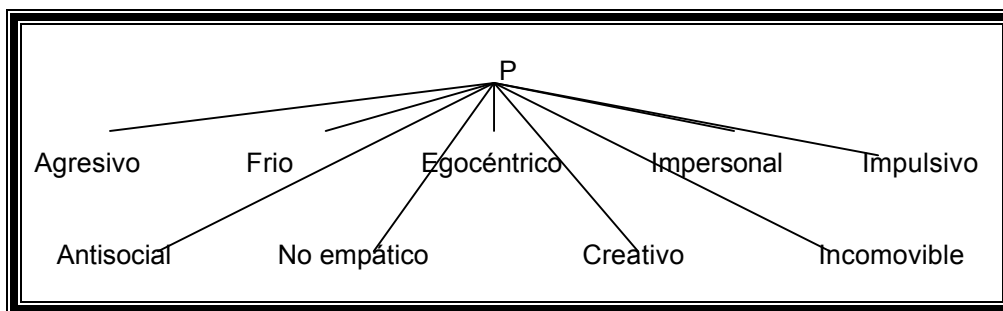 P
Agresivo Frio Egocéntrico Impersonal Impulsivo
Antisocial No empático Creativo Incomovible